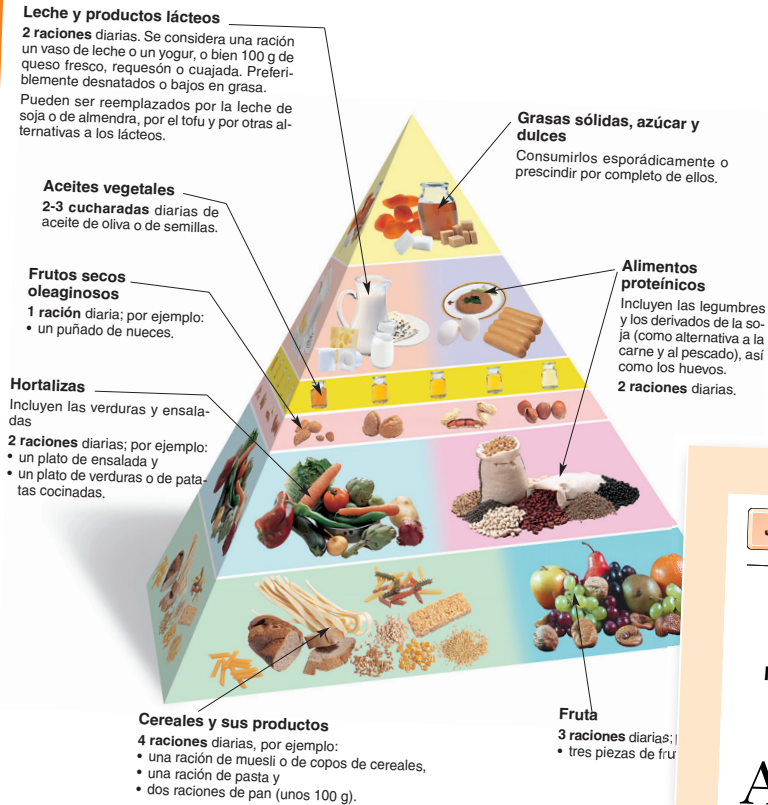 Leche y productos lácteos
2 raciones diarias. Se considera una ración
un vaso de leche o un yogur, o bien 100 g de
queso fresco, requesón o cuajada. Preferi-
blemente desnatados o bajos en grasa.
Pueden ser reemplazados por la leche de
soja o de almendra, por el tofu y por otras al-
ternativas a los lácteos.
Grasas sólidas, azúcar y
dulces
Consumirlos esporádicamente o
prescindir por completo de ellos.
Aceites vegetales
2-3 cucharadas diarias de
aceite de oliva o de semillas.
Frutos secos
oleaginosos
1 ración diaria; por ejemplo:
• un puñado de nueces.
Alimentos
proteínicos
Incluyen las legumbres
y los derivados de la so-
ja (como alternativa a la
carne y al pescado), así
como los huevos.
2 raciones diarias.
Hortalizas
Incluyen las verduras y ensala-
das
2 raciones diarias; por ejemplo:
• un plato de ensalada y
• un plato de verduras o de pata-
tas cocinadas.
Cereales y sus productos
4 raciones diarias, por ejemplo:
• una ración de muesli o de copos de cereales,
• una ración de pasta y
• dos raciones de pan (unos 100 g).
Fruta
3 raciones diarias;
• tres piezas de fru
A